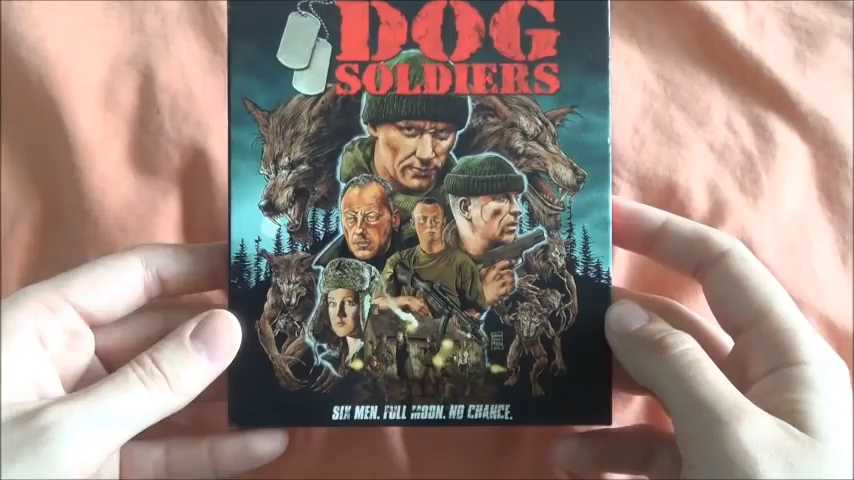 DOG
SOLDIERS
SIX MEN. FULL MOON. NO CHANCE.